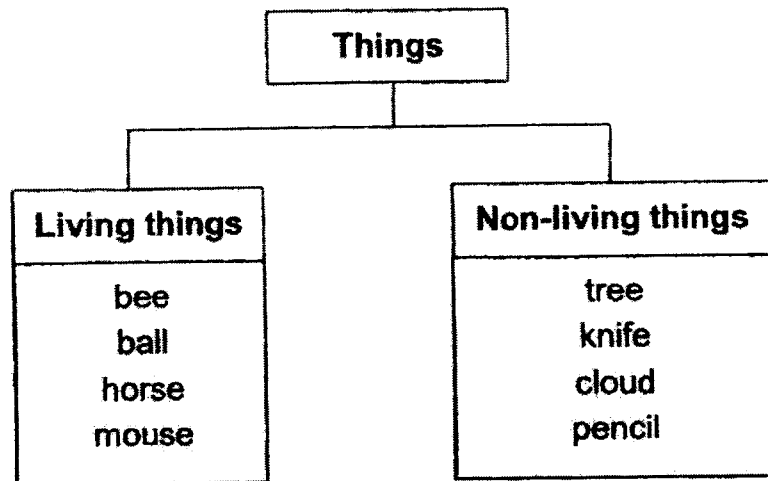 Things
Living things
bee
ball
horse
mouse
Non-living things
tree
knife
cloud
pencil